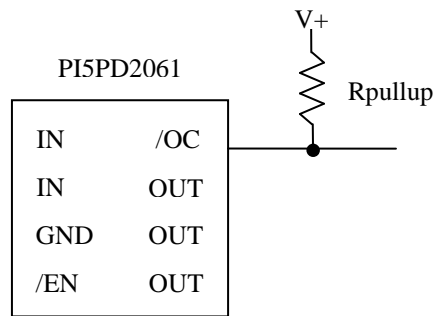 V+
PI5PD2061
Rpullup
IN /OC
IN OUT
GND OUT
/EN OUT